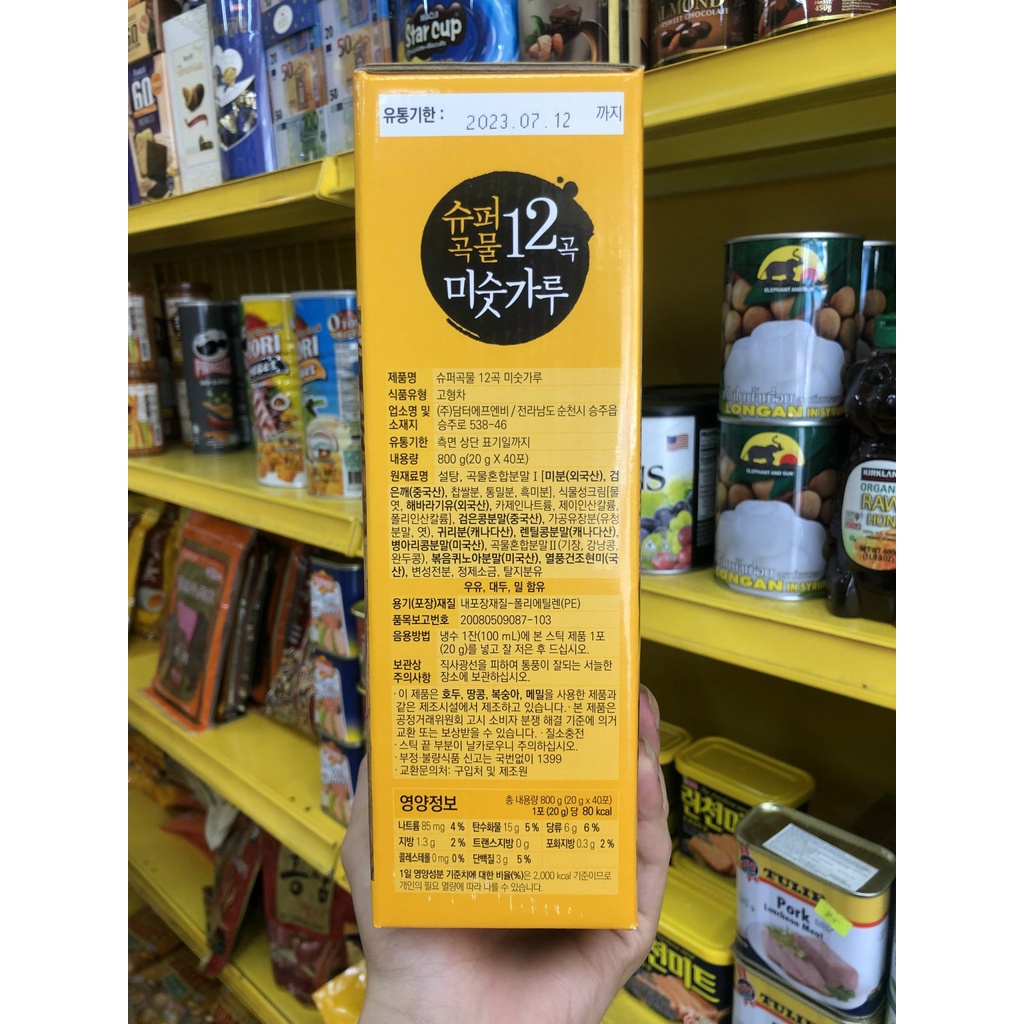 Star cup
ALMOND
유통기한 : 2023.07.12 까지
슈퍼
곡물 12곡
미숫가루
제품명 슈퍼곡물 12곡 미숫가루
식품유형 고형차
업소명 및 (주)담터에프엔비 / 전라남도 순천시 승주읍
소재지 승주로 538-46
유통기한 측면 상단 표기일까지
내용량 800 g(20 g X 40포)
원재료명 설탕, 곡물혼합분말 I [미분(외국산), 검
은깨(중국산), 찹쌀분, 통밀분, 흑미분], 식물성크림[물
엿, 해바라기유(외국산), 카제인나트륨, 제이인산칼륨,
폴리인산칼륨], 검은콩분말(중국산), 가공유장분(유청
분말, 엿), 귀리분(캐나다산), 렌틸콩분말(캐나다산),
병아리콩분말(미국산), 곡물혼합분말 II (기장, 강낭콩,
완두콩), 볶음퀴노아분말(미국산), 열풍건조현미(국
산), 변성전분, 정제소금, 탈지분유
우유, 대두, 밀 함유
용기(포장)재질 내포장재질-폴리에틸렌(PE)
품목보고번호 20080509087-103
음용방법 냉수 1잔(100 mL)에 본 스틱 제품 1포
(20 g)를 넣고 잘 저은 후 드십시오.
보관상 직사광선을 피하여 통풍이 잘되는 서늘한
주의사항 장소에 보관하십시오.
· 이 제품은 호두, 땅콩, 복숭아, 메밀을 사용한 제품과
같은 제조시설에서 제조하고 있습니다. · 본 제품은
공정거래위원회 고시 소비자 분쟁 해결 기준에 의거
교환 또는 보상받을 수 있습니다. · 질소충전
· 스틱 끝 부분이 날카로우니 주의하십시오.
· 부정·불량식품 신고는 국번없이 1399
· 교환문의처: 구입처 및 제조원
영양정보 총 내용량 800 g (20 g x 40포)
1포 (20 g) 당 80 kcal
나트륨 85 mg 4 % 탄수화물 15 g 5 % 당류 6 g 6 %
지방 1.3 g 2 % 트랜스지방 0 g 포화지방 0.3 g 2 %
콜레스테롤 0 mg 0 % 단백질 3 g 5 %
1일 영양성분 기준치에 대한 비율(%)은 2,000 kcal 기준이므로
개인의 필요 열량에 따라 다를 수 있습니다.
ELEPHANT AND SUN
LONGAN IN SYRUP
ELEPHANT AND SUN
LONGAN IN SYRUP
KIRKLAND
ORGANIC
RAW
HONEY
TULIP
Pork
Luncheon Meat
TULIP